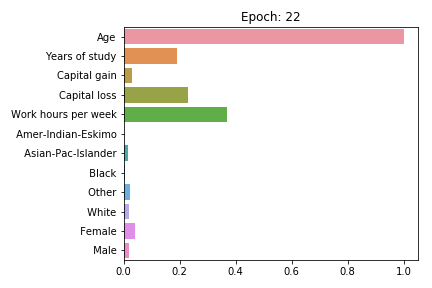 Epoch: 22
Age
Years of study
Capital gain
Capital loss
Work hours per week
Amer-Indian-Eskimo
Asian-Pac-Islander
Black
Other
White
Female
Male
0.0 0.2 0.4 0.6 0.8 1.0